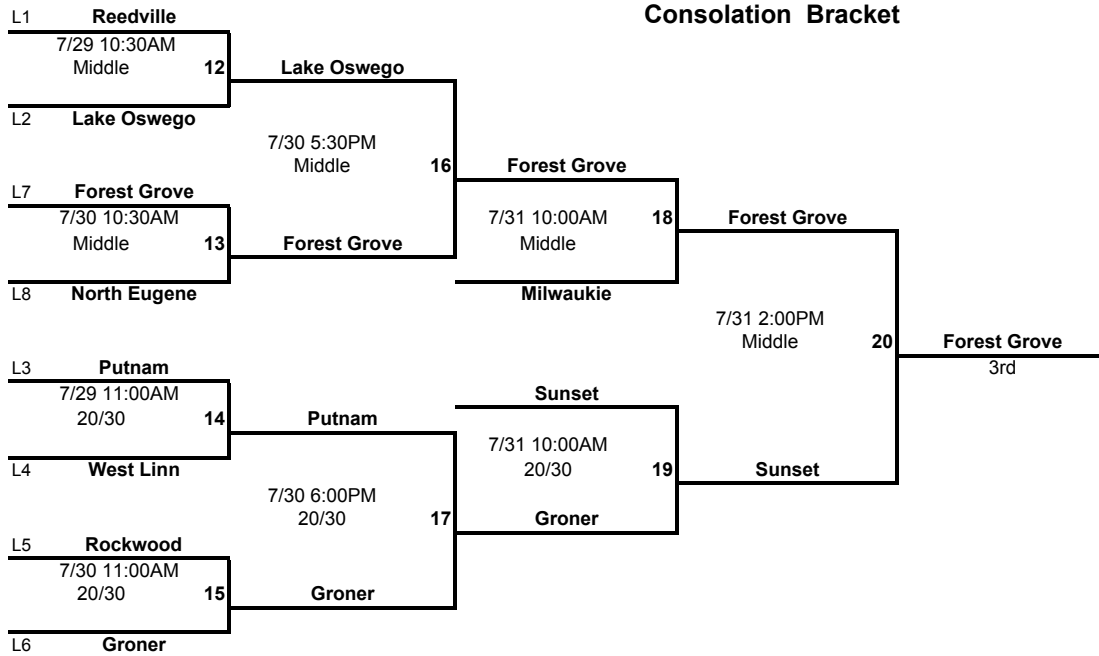 Consolation Bracket
L1 Reedville
7/29 10:30AM
Middle 12 Lake Oswego
L2 Lake Oswego
7/30 5:30PM
Middle 16 Forest Grove
L7 Forest Grove
7/30 10:30AM 7/31 10:00AM 18 Forest Grove
Middle 13 Forest Grove Middle
L8 North Eugene Milwaukie
7/31 2:00PM
Middle 20 Forest Grove
L3 Putnam 3rd
7/29 11:00AM Sunset
20/30 14 Putnam
7/31 10:00AM
L4 West Linn 20/30 19 Sunset
7/30 6:00PM
20/30 17 Groner
L5 Rockwood
7/30 11:00AM
20/30 15 Groner
L6 Groner